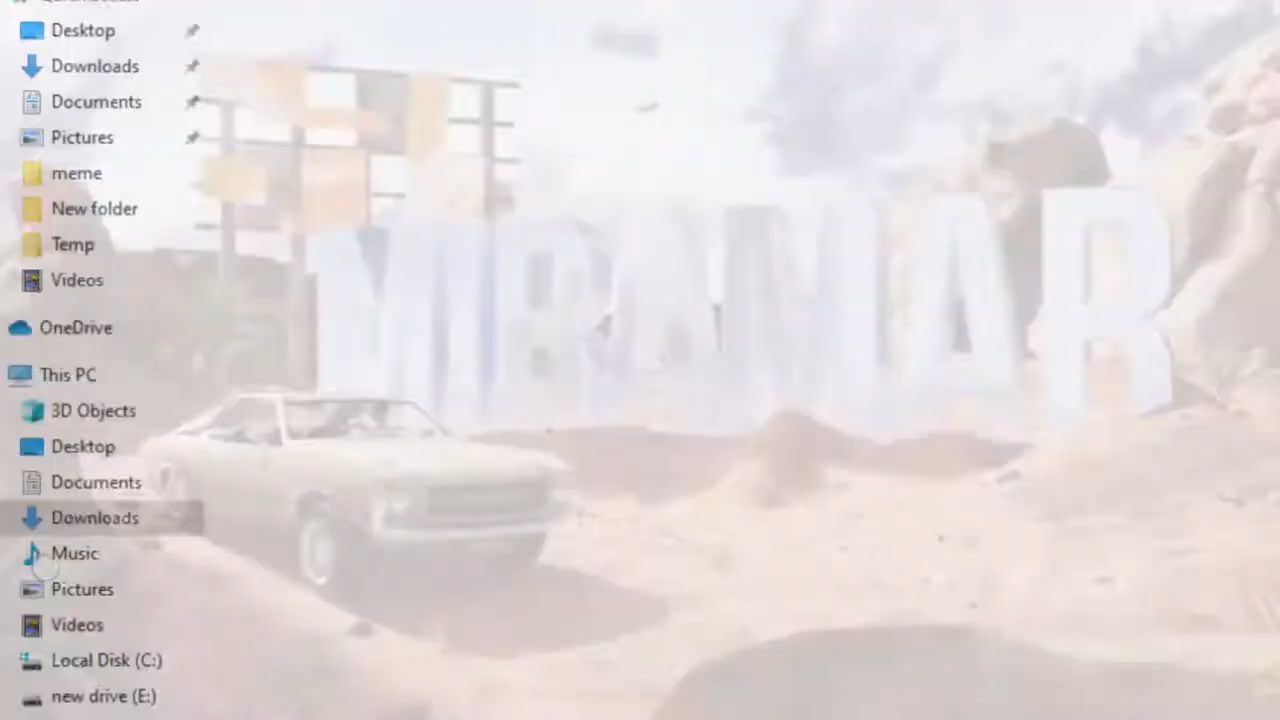 Desktop
Downloads
Documents
Pictures
meme
New folder
Temp
Videos
OneDrive
This PC
3D Objects
Desktop
Documents
Downloads
Music
Pictures
Videos
Local Disk (C:)
new drive (E:)
MIRAMAR